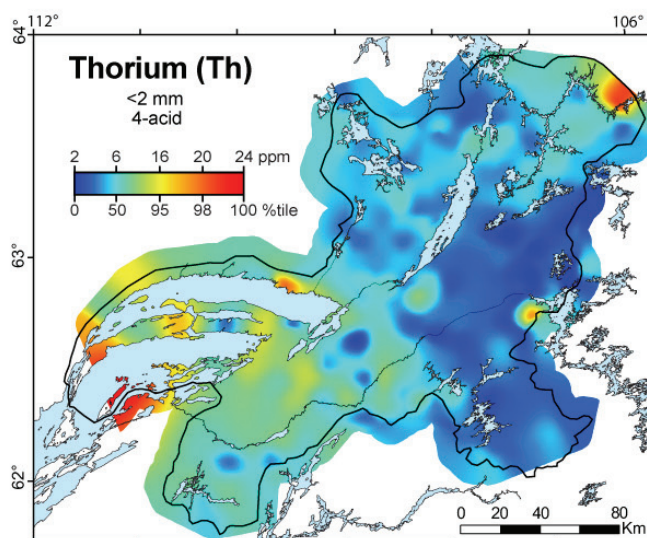 112° 106°
64°
Thorium (Th)
<2 mm
4-acid
2 6 16 20 24 ppm
0 50 95 98 100 %tile
63°
62°
0 20 40 60 80
Km